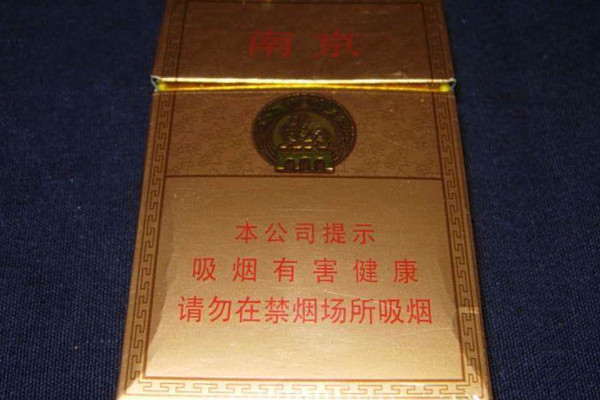 南京
本公司提示
吸烟有害健康
请勿在禁烟场所吸烟